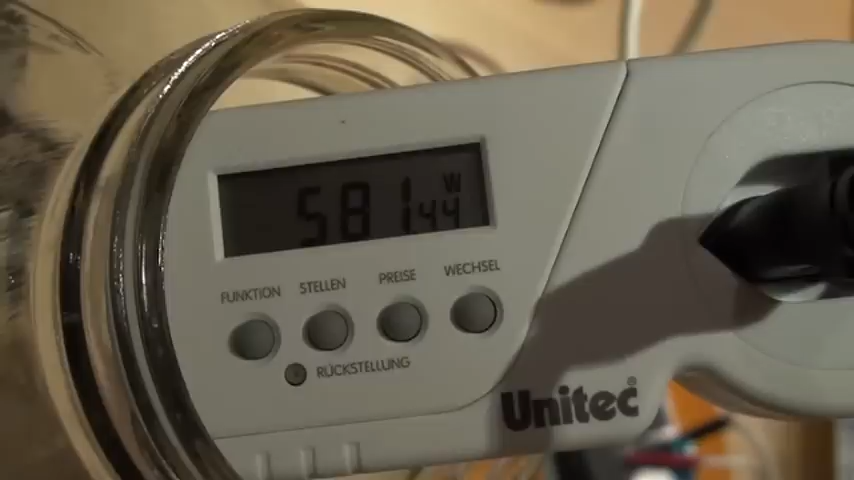 581.44 W
FUNKTION STELLEN PREISE WECHSEL
RÜCKSTELLUNG
Unitec®